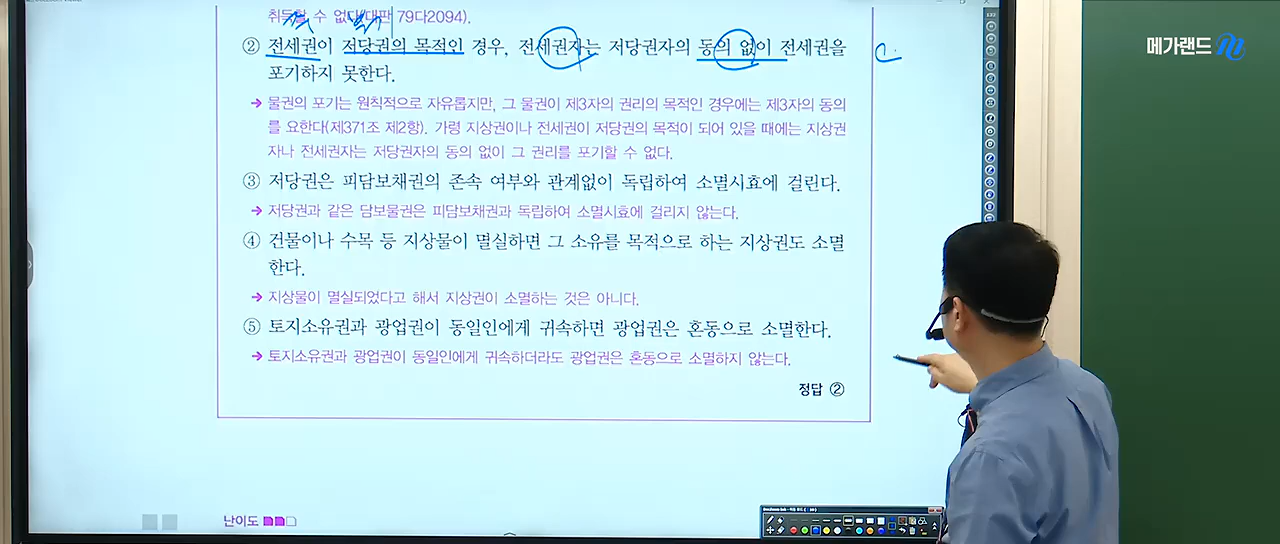 취득할 수 없다(대판 79다2094).
② 전세권이 저당권의 목적인 경우, 전세권자는 저당권자의 동의 없이 전세권을
포기하지 못한다.
→ 물권의 포기는 원칙적으로 자유롭지만, 그 물권이 제3자의 권리의 목적인 경우에는 제3자의 동의
를 요한다(제371조 제2항). 가령 지상권이나 전세권이 저당권의 목적이 되어 있을 때에는 지상권
자나 전세권자는 저당권자의 동의 없이 그 권리를 포기할 수 없다.
③ 저당권은 피담보채권의 존속 여부와 관계없이 독립하여 소멸시효에 걸린다.
→ 저당권과 같은 담보물권은 피담보채권과 독립하여 소멸시효에 걸리지 않는다.
④ 건물이나 수목 등 지상물이 멸실하면 그 소유를 목적으로 하는 지상권도 소멸
한다.
→ 지상물이 멸실되었다고 해서 지상권이 소멸하는 것은 아니다.
⑤ 토지소유권과 광업권이 동일인에게 귀속하면 광업권은 혼동으로 소멸한다.
→ 토지소유권과 광업권이 동일인에게 귀속하더라도 광업권은 혼동으로 소멸하지 않는다.
정답 ②
난이도
메가랜드